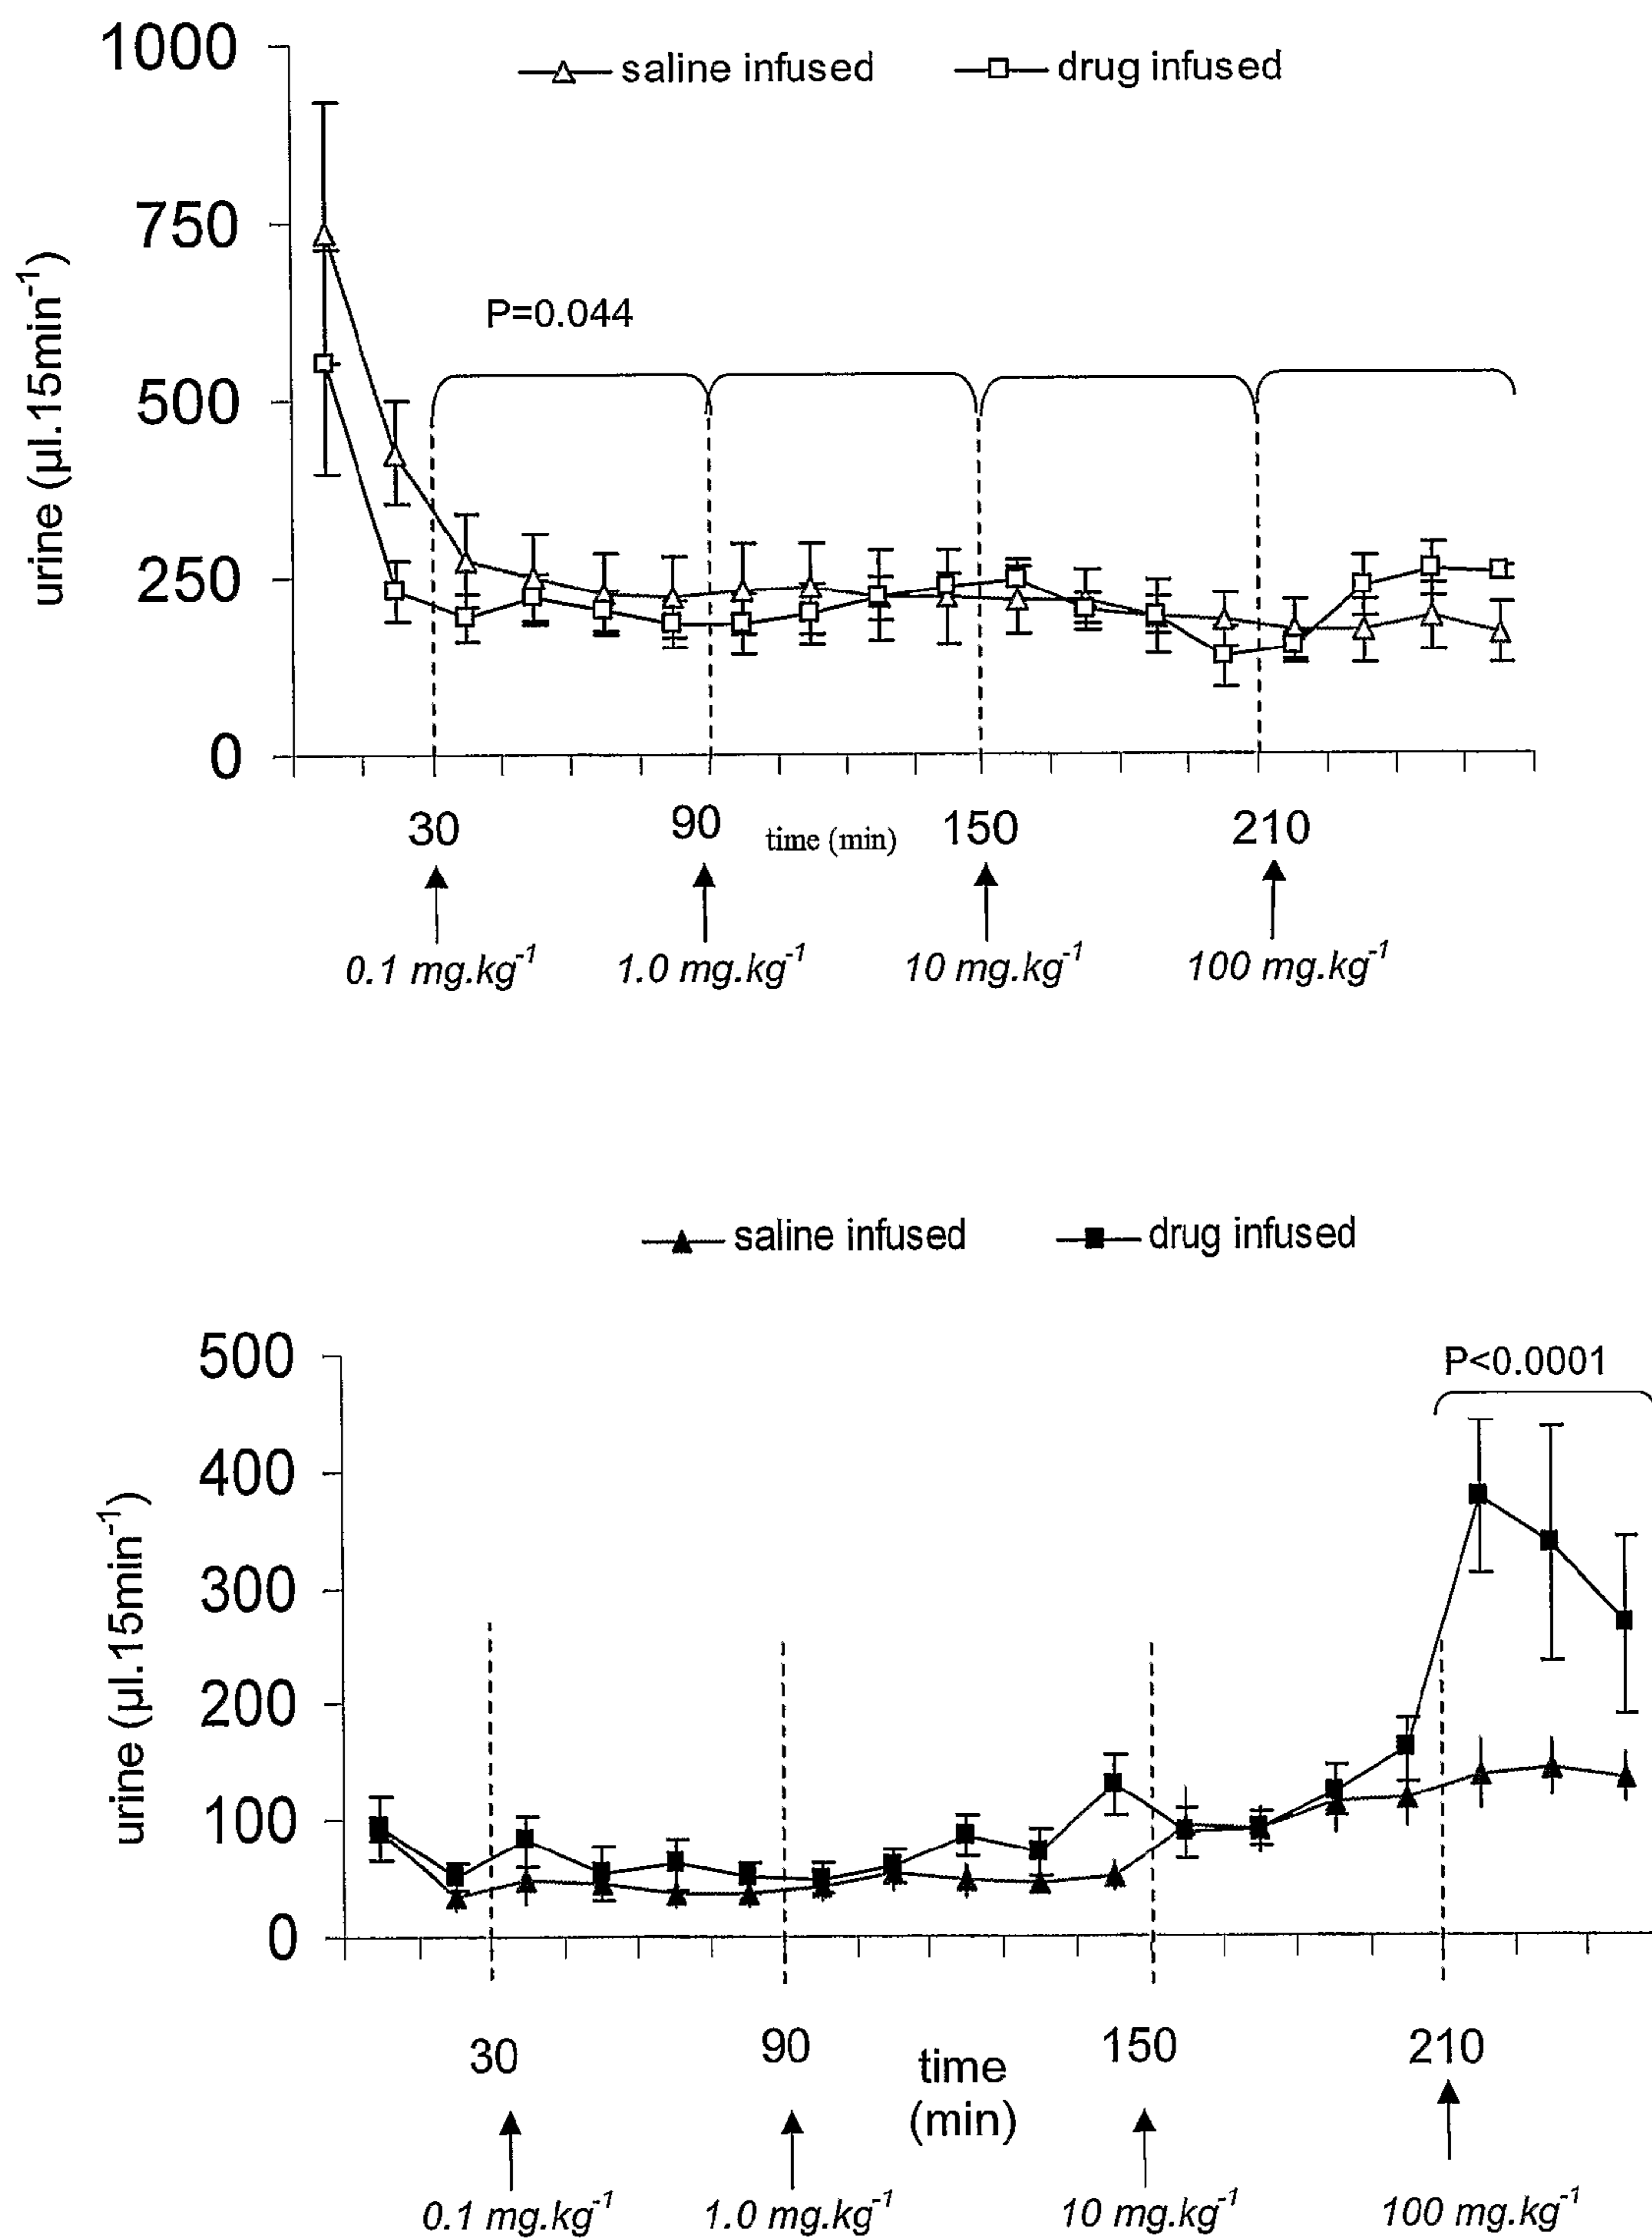 1000
saline infused drug infused
750
P=0.044
500
250
0
urine (µl.15min⁻¹)
30 90 time (min) 150 210
0.1 mg.kg⁻¹ 1.0 mg.kg⁻¹ 10 mg.kg⁻¹ 100 mg.kg⁻¹
saline infused drug infused
500
P<0.0001
400
300
200
100
0
urine (µl.15min⁻¹)
30 90 time 150 210
(min)
0.1 mg.kg⁻¹ 1.0 mg.kg⁻¹ 10 mg.kg⁻¹ 100 mg.kg⁻¹